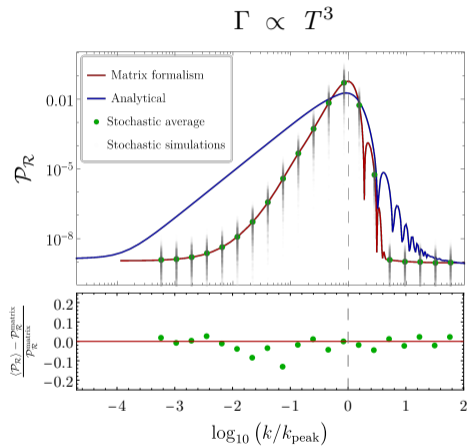 Γ ∝ T³
Matrix formalism
Analytical
Stochastic average
Stochastic simulations
0.01
10⁻⁵
10⁻⁸
𝒫_ℛ
0.2
0.1
0.0
-0.1
-0.2
(⟨𝒫_ℛ⟩ − 𝒫_ℛ^matrix) / 𝒫_ℛ^matrix
−4 −3 −2 −1 0 1 2
log₁₀ (k/k_peak)